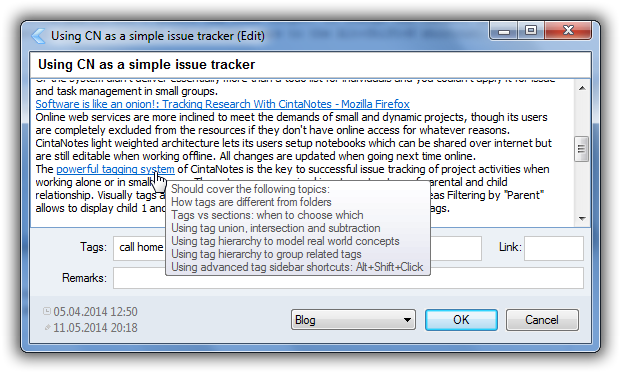 Using CN as a simple issue tracker (Edit)
Using CN as a simple issue tracker
and task management in small groups.
Software is like an onion!: Tracking Research With CintaNotes - Mozilla Firefox
Online web services are more inclined to meet the demands of small and dynamic projects, though its users
are completely excluded from the resources if they don't have online access for whatever reasons.
CintaNotes light weighted architecture lets its users setup notebooks which can be shared over internet but
are still editable when working offline. All changes are updated when going next time online.
The powerful tagging system of CintaNotes is the key to successful issue tracking of project activities when
working alone or in small parental and child
relationship. Visually tags a eas Filtering by "Parent"
allows to display child 1 and tags.
Should cover the following topics:
How tags are different from folders
Tags vs sections: when to choose which
Using tag union, intersection and subtraction
Using tag hierarchy to model real world concepts
Using tag hierarchy to group related tags
Using advanced tag sidebar shortcuts: Alt+Shift+Click
Tags: call home Link:
Remarks:
05.04.2014 12:50
11.05.2014 20:18
Blog OK Cancel